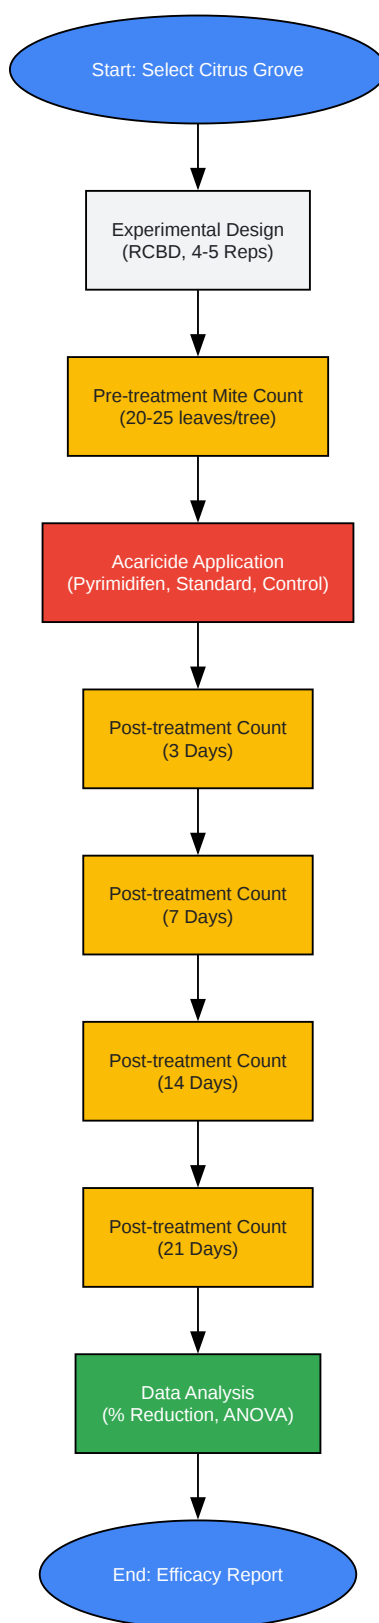 Start: Select Citrus Grove
Experimental Design
(RCBD, 4-5 Reps)
Pre-treatment Mite Count
(20-25 leaves/tree)
Acaricide Application
(Pyrimidifen, Standard, Control)
Post-treatment Count
(3 Days)
Post-treatment Count
(7 Days)
Post-treatment Count
(14 Days)
Post-treatment Count
(21 Days)
Data Analysis
(% Reduction, ANOVA)
End: Efficacy Report